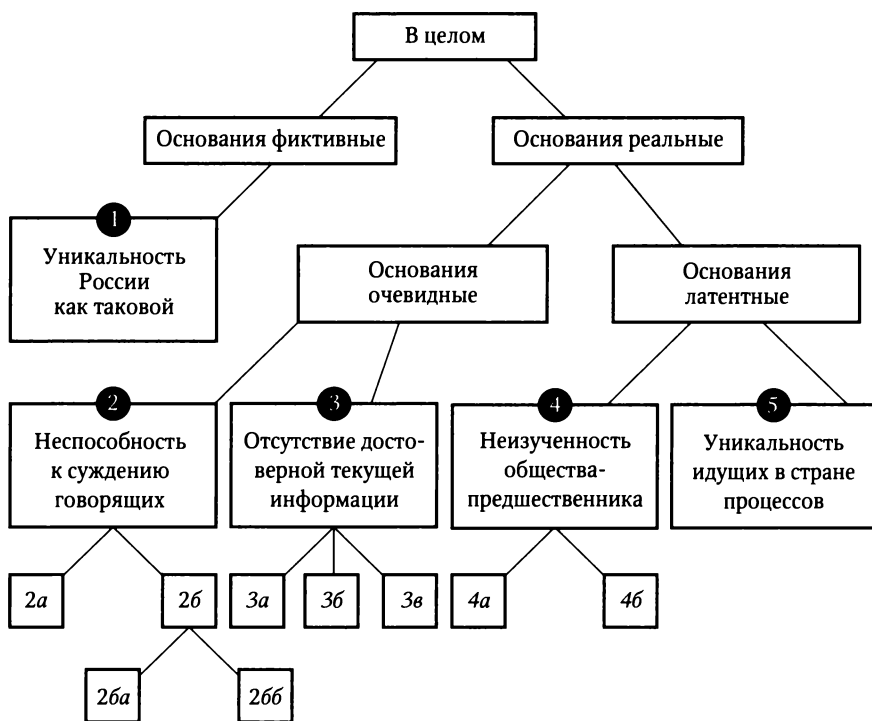 В целом
Основания фиктивные
Основания реальные
1
Уникальность
России
как таковой
Основания
очевидные
Основания
латентные
2
Неспособность
к суждению
говорящих
3
Отсутствие досто-
верной текущей
информации
4
Неизученность
общества-
предшественника
5
Уникальность
идущих в стране
процессов
2а
2б
3а
3б
3в
4а
4б
2ба
2бб